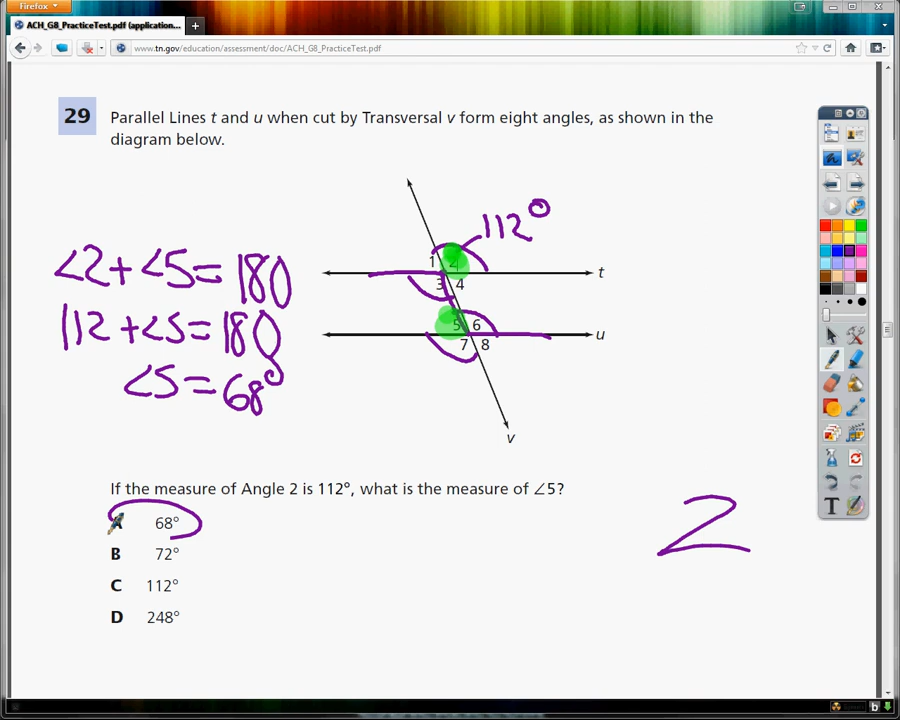 Firefox
ACH_G8_PracticeTest.pdf (application...
www.tn.gov/education/assessment/doc/ACH_G8_PracticeTest.pdf
29 Parallel Lines t and u when cut by Transversal v form eight angles, as shown in the
diagram below.
112°
1 2
t
3 4
5 6
u
7 8
v
∠2+∠5=180
112+∠5=180
∠5=68°
If the measure of Angle 2 is 112°, what is the measure of ∠5?
A 68°
B 72°
C 112°
D 248°
Z
T
b